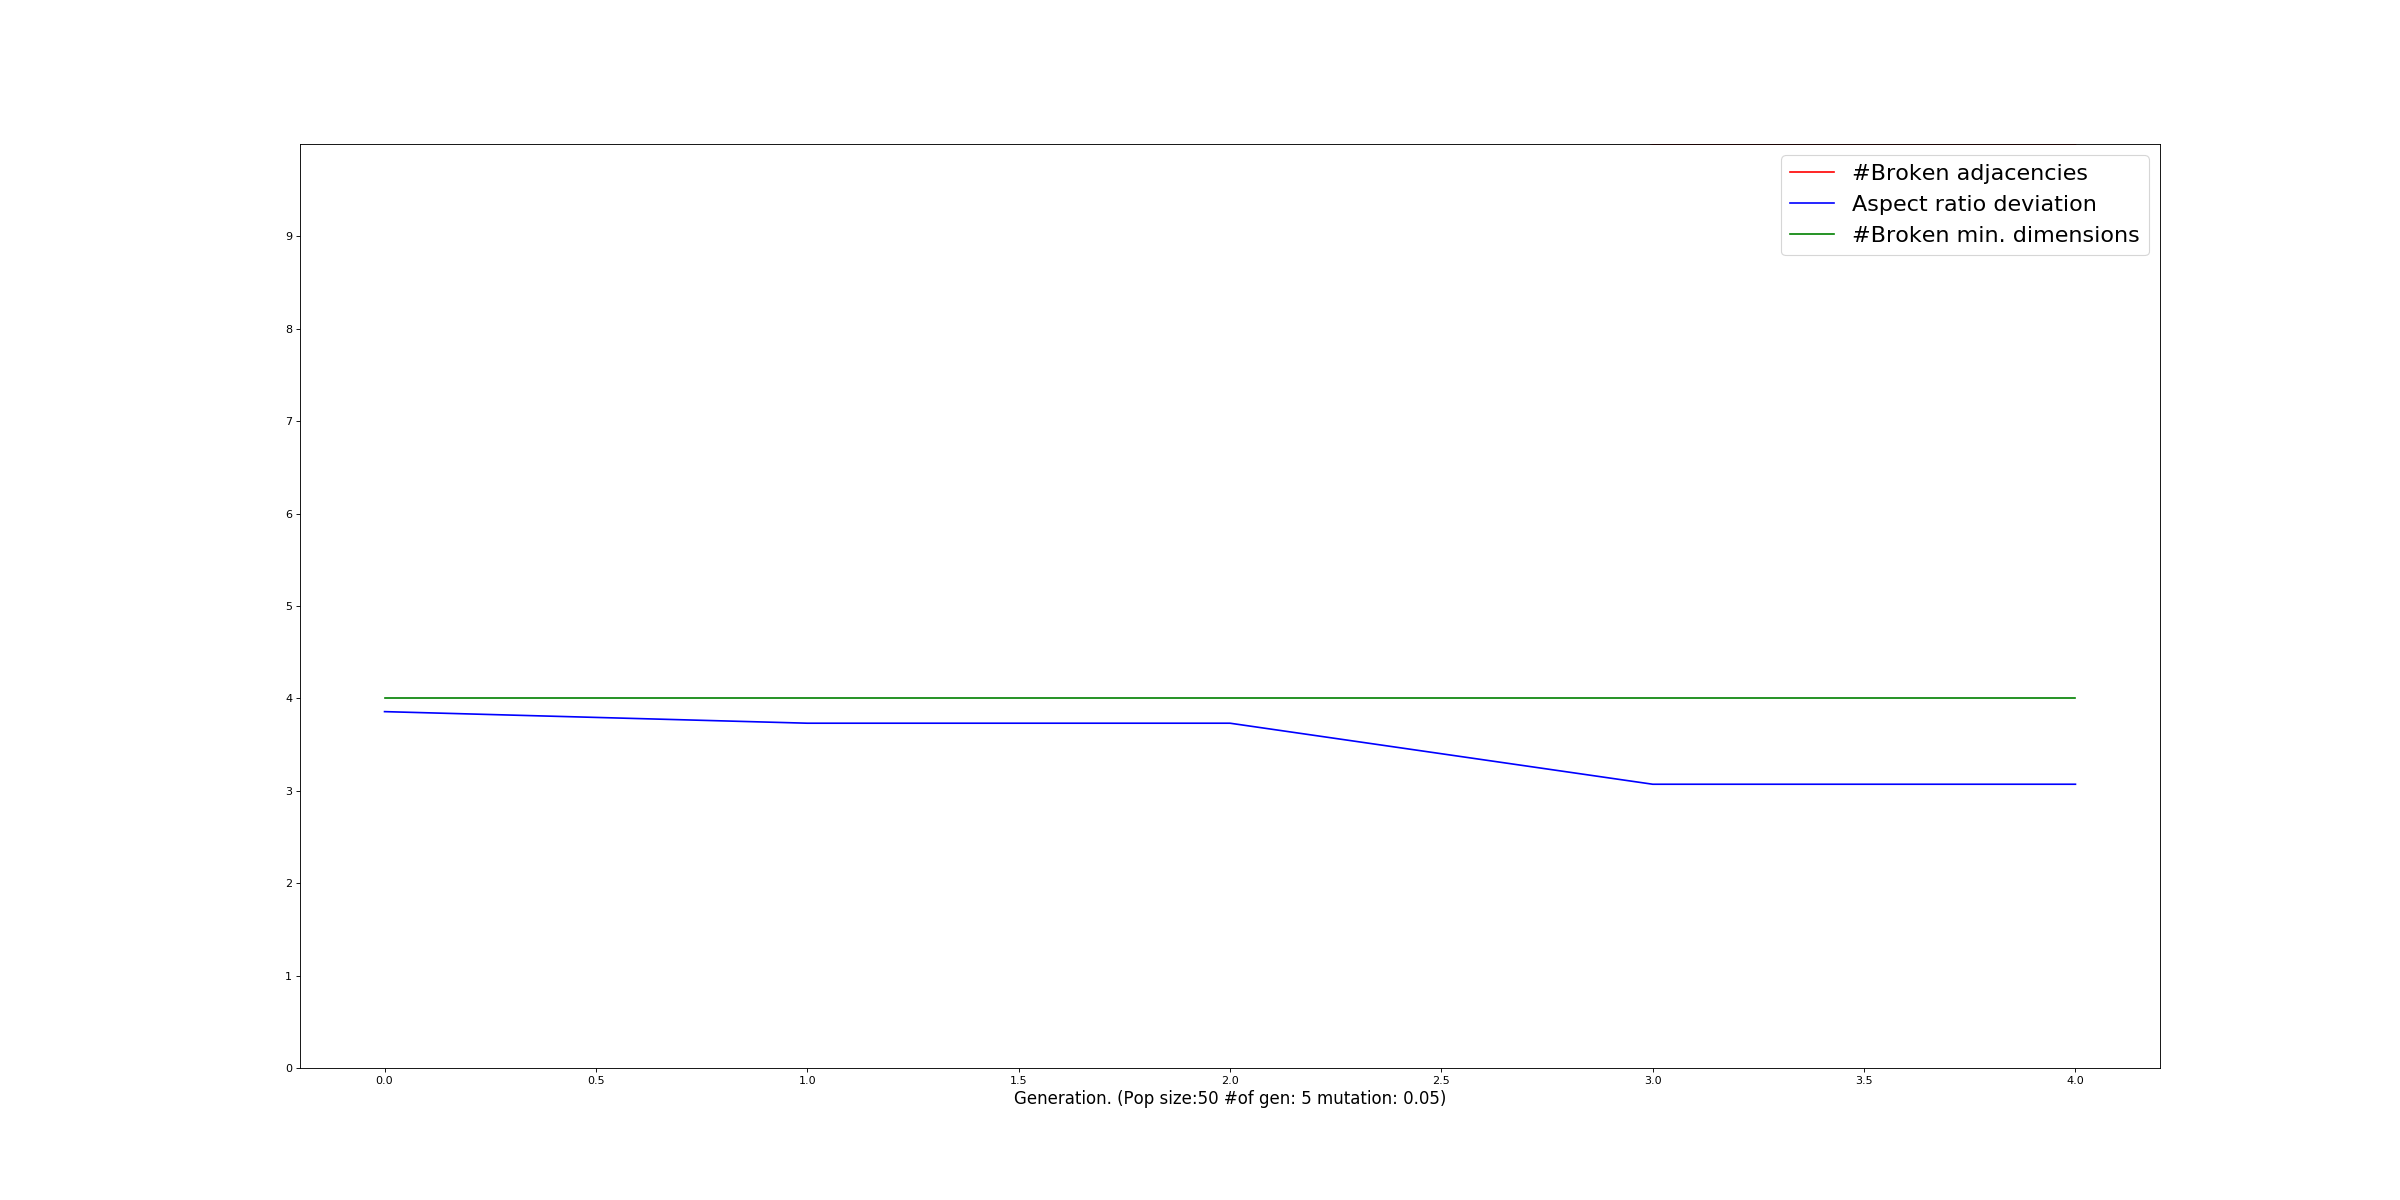 #Broken adjacencies
Aspect ratio deviation
#Broken min. dimensions
9
8
7
6
5
4
3
2
1
0
0.0 0.5 1.0 1.5 2.0 2.5 3.0 3.5 4.0
Generation. (Pop size:50 #of gen: 5 mutation: 0.05)